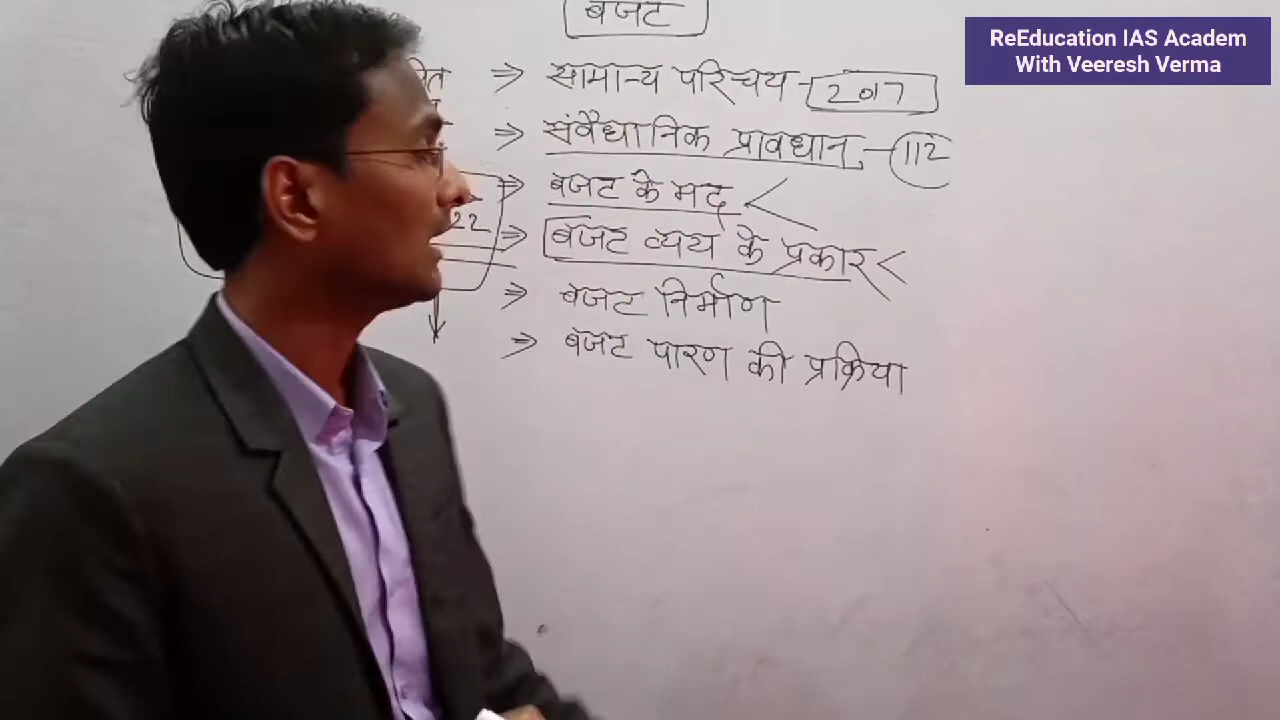 ReEducation IAS Academ
With Veeresh Verma
बजट
⇒ सामान्य परिचय - 2017
⇒ संवैधानिक प्रावधान - 112
⇒ बजट के मद <
22 ⇒ बजट व्यय के प्रकार <
⇒ बजट निर्माण
⇒ बजट पारण की प्रक्रिया